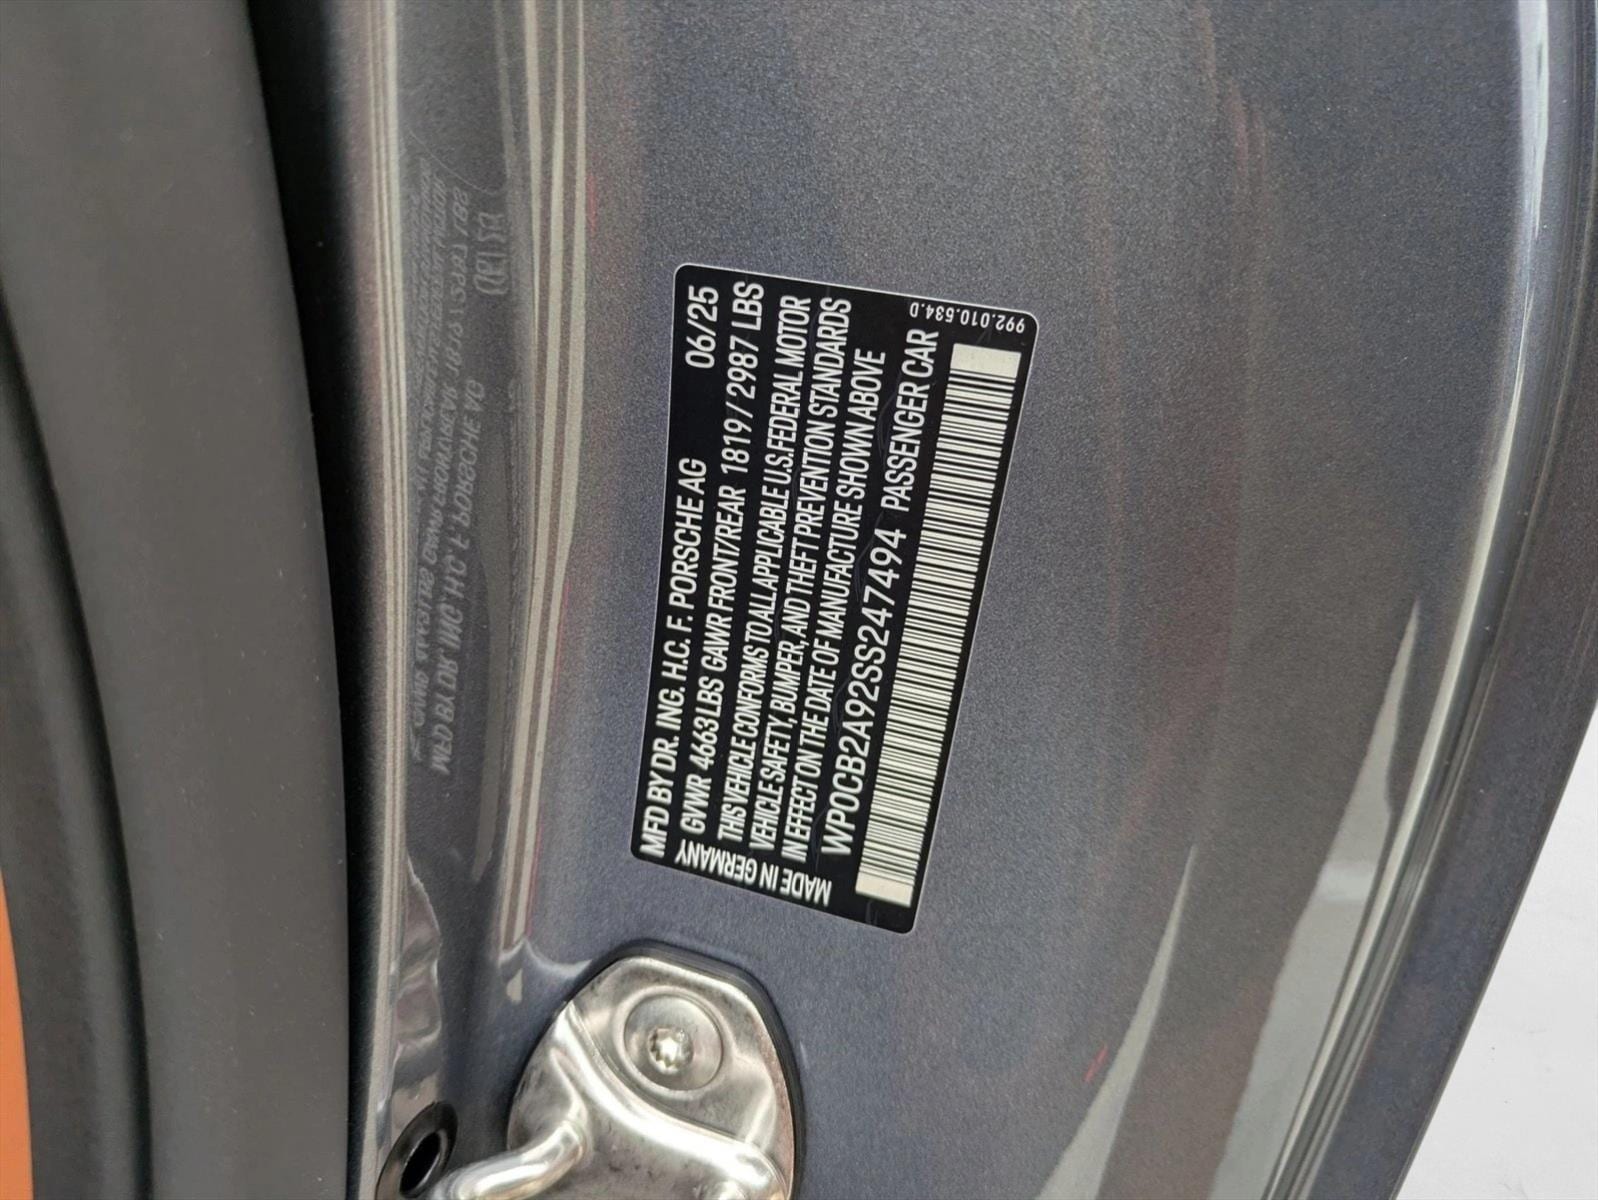 MFD BY DR. ING. H.C. F. PORSCHE AG 06/25
GVWR 4663 LBS GAWR FRONT/REAR 1819 / 2987 LBS
THIS VEHICLE CONFORMS TO ALL APPLICABLE U.S. FEDERAL MOTOR
VEHICLE SAFETY, BUMPER, AND THEFT PREVENTION STANDARDS
IN EFFECT ON THE DATE OF MANUFACTURE SHOWN ABOVE
WP0CB2A92SS247494 PASSENGER CAR
MADE IN GERMANY
992.010.534.D